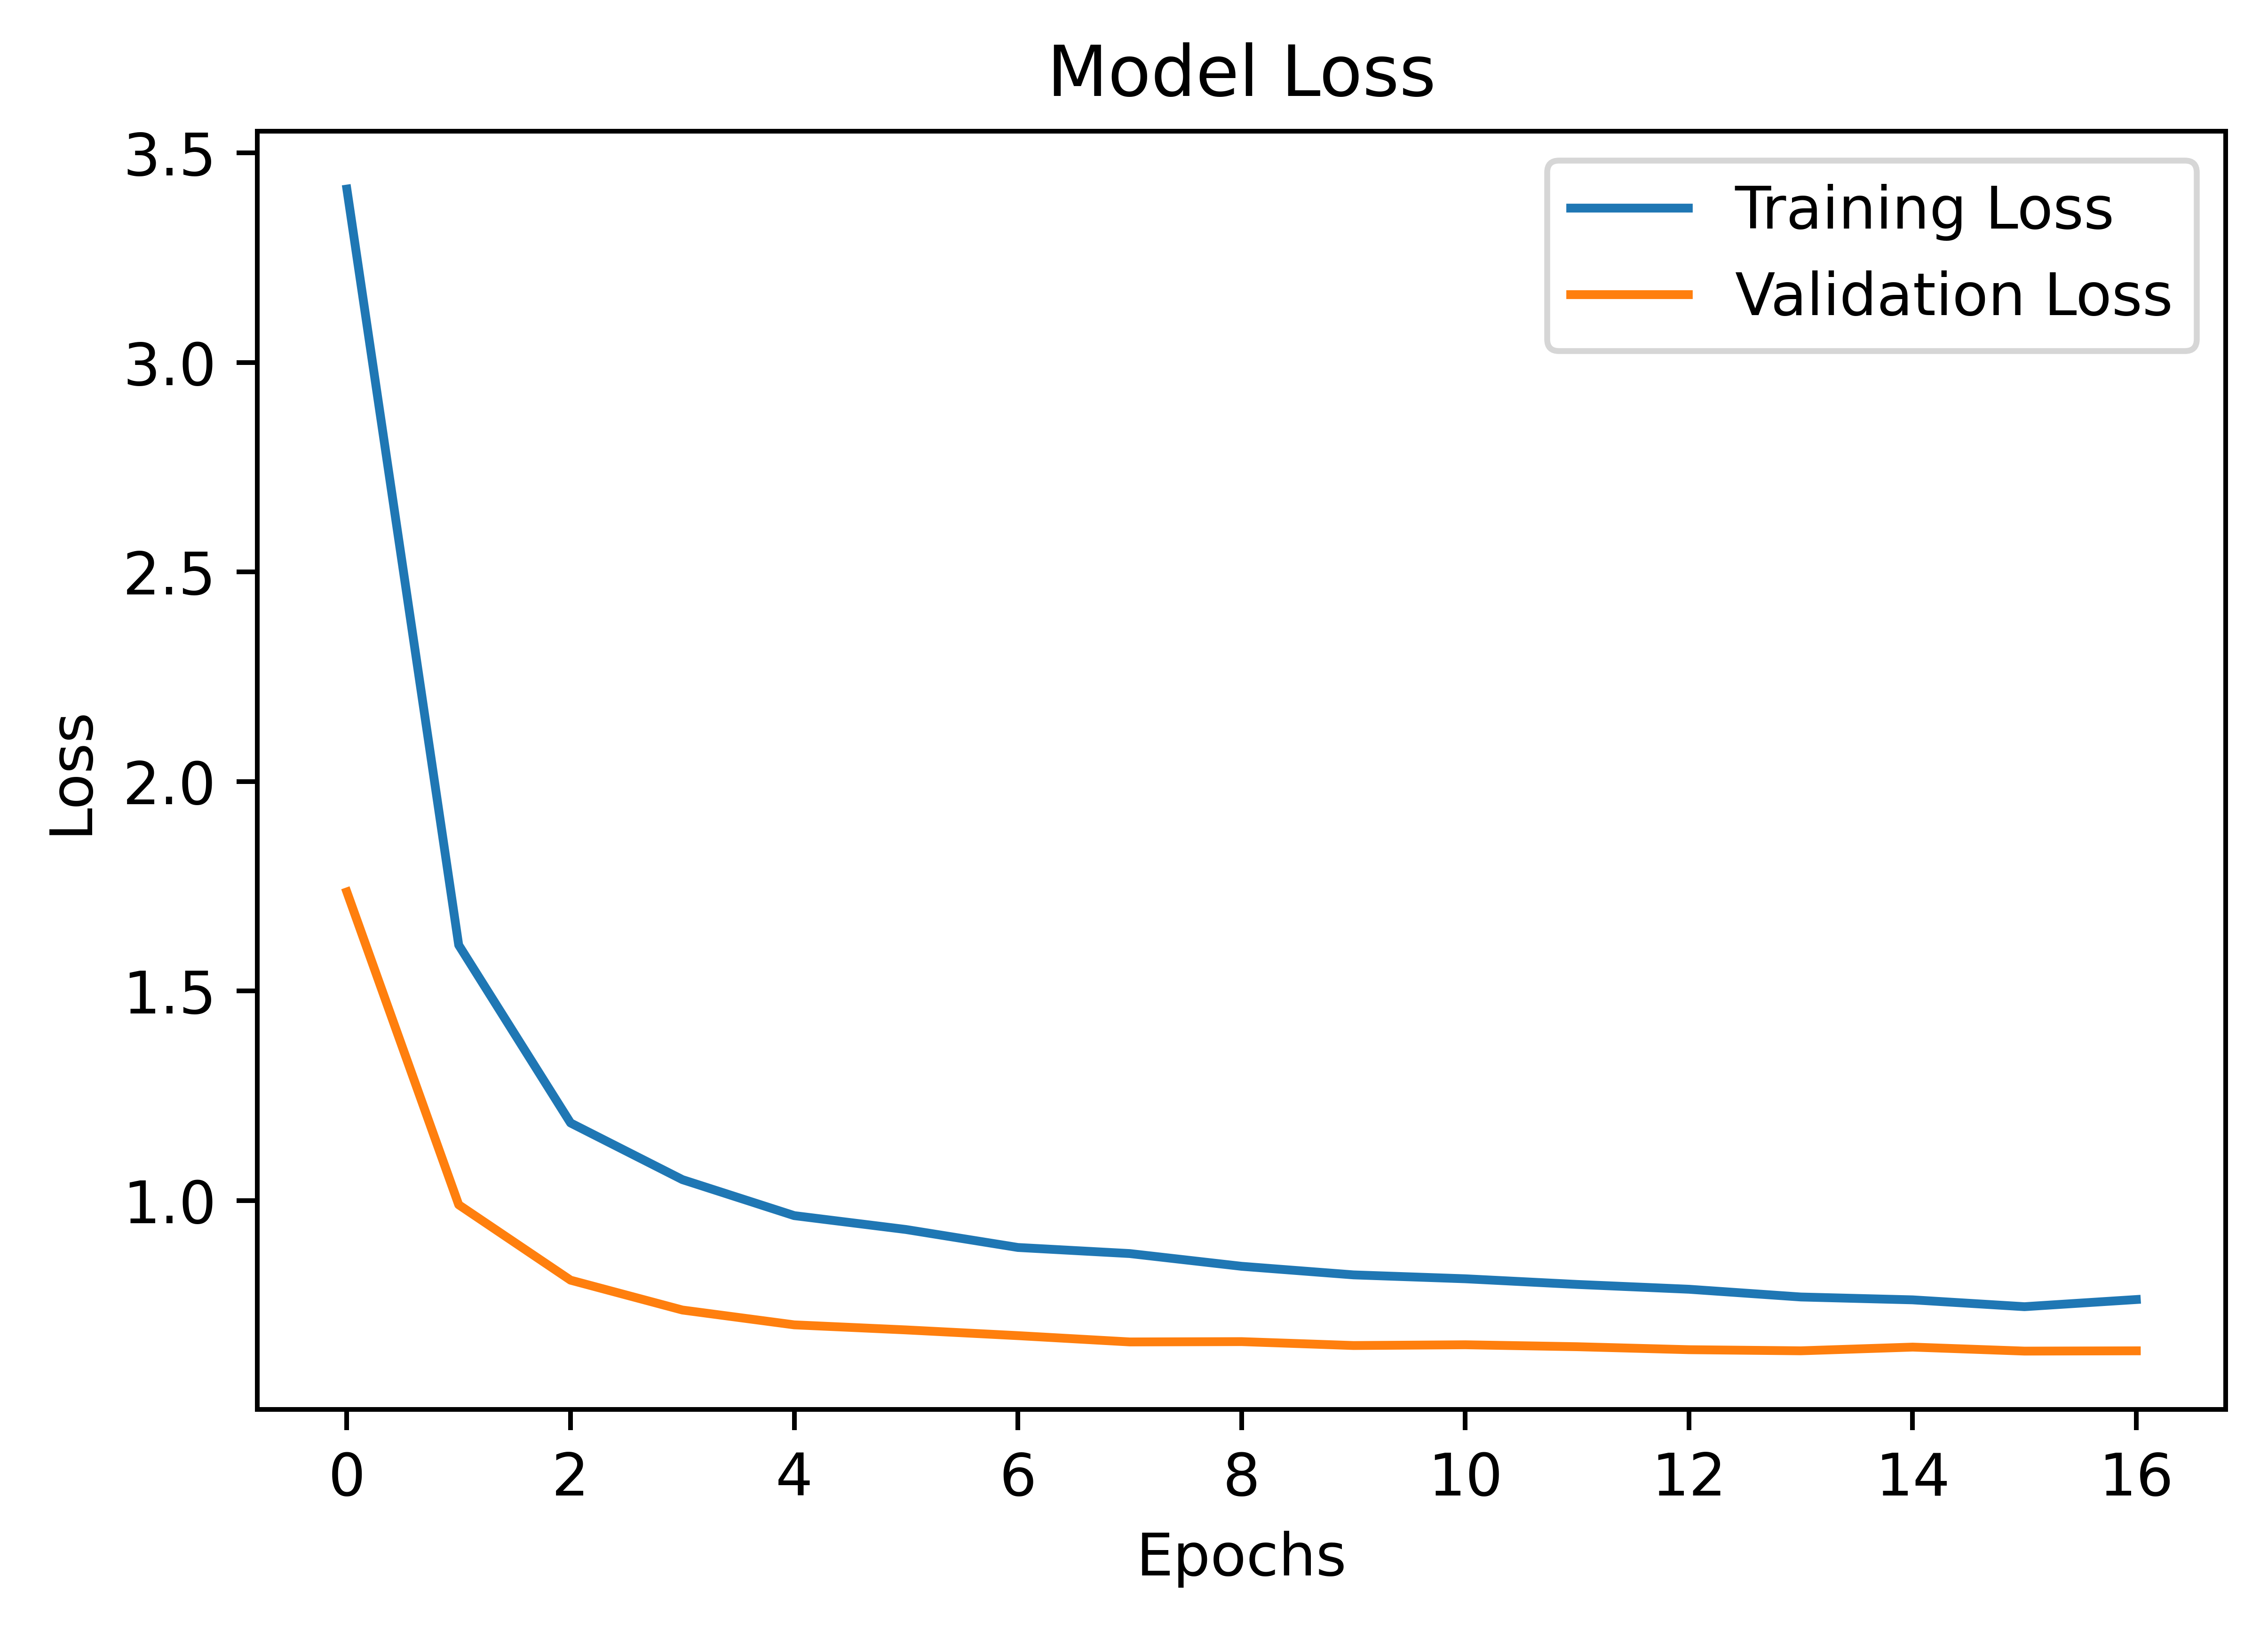 Model Loss
3.5
3.0
2.5
2.0
1.5
1.0
Loss
Training Loss
Validation Loss
0 2 4 6 8 10 12 14 16
Epochs